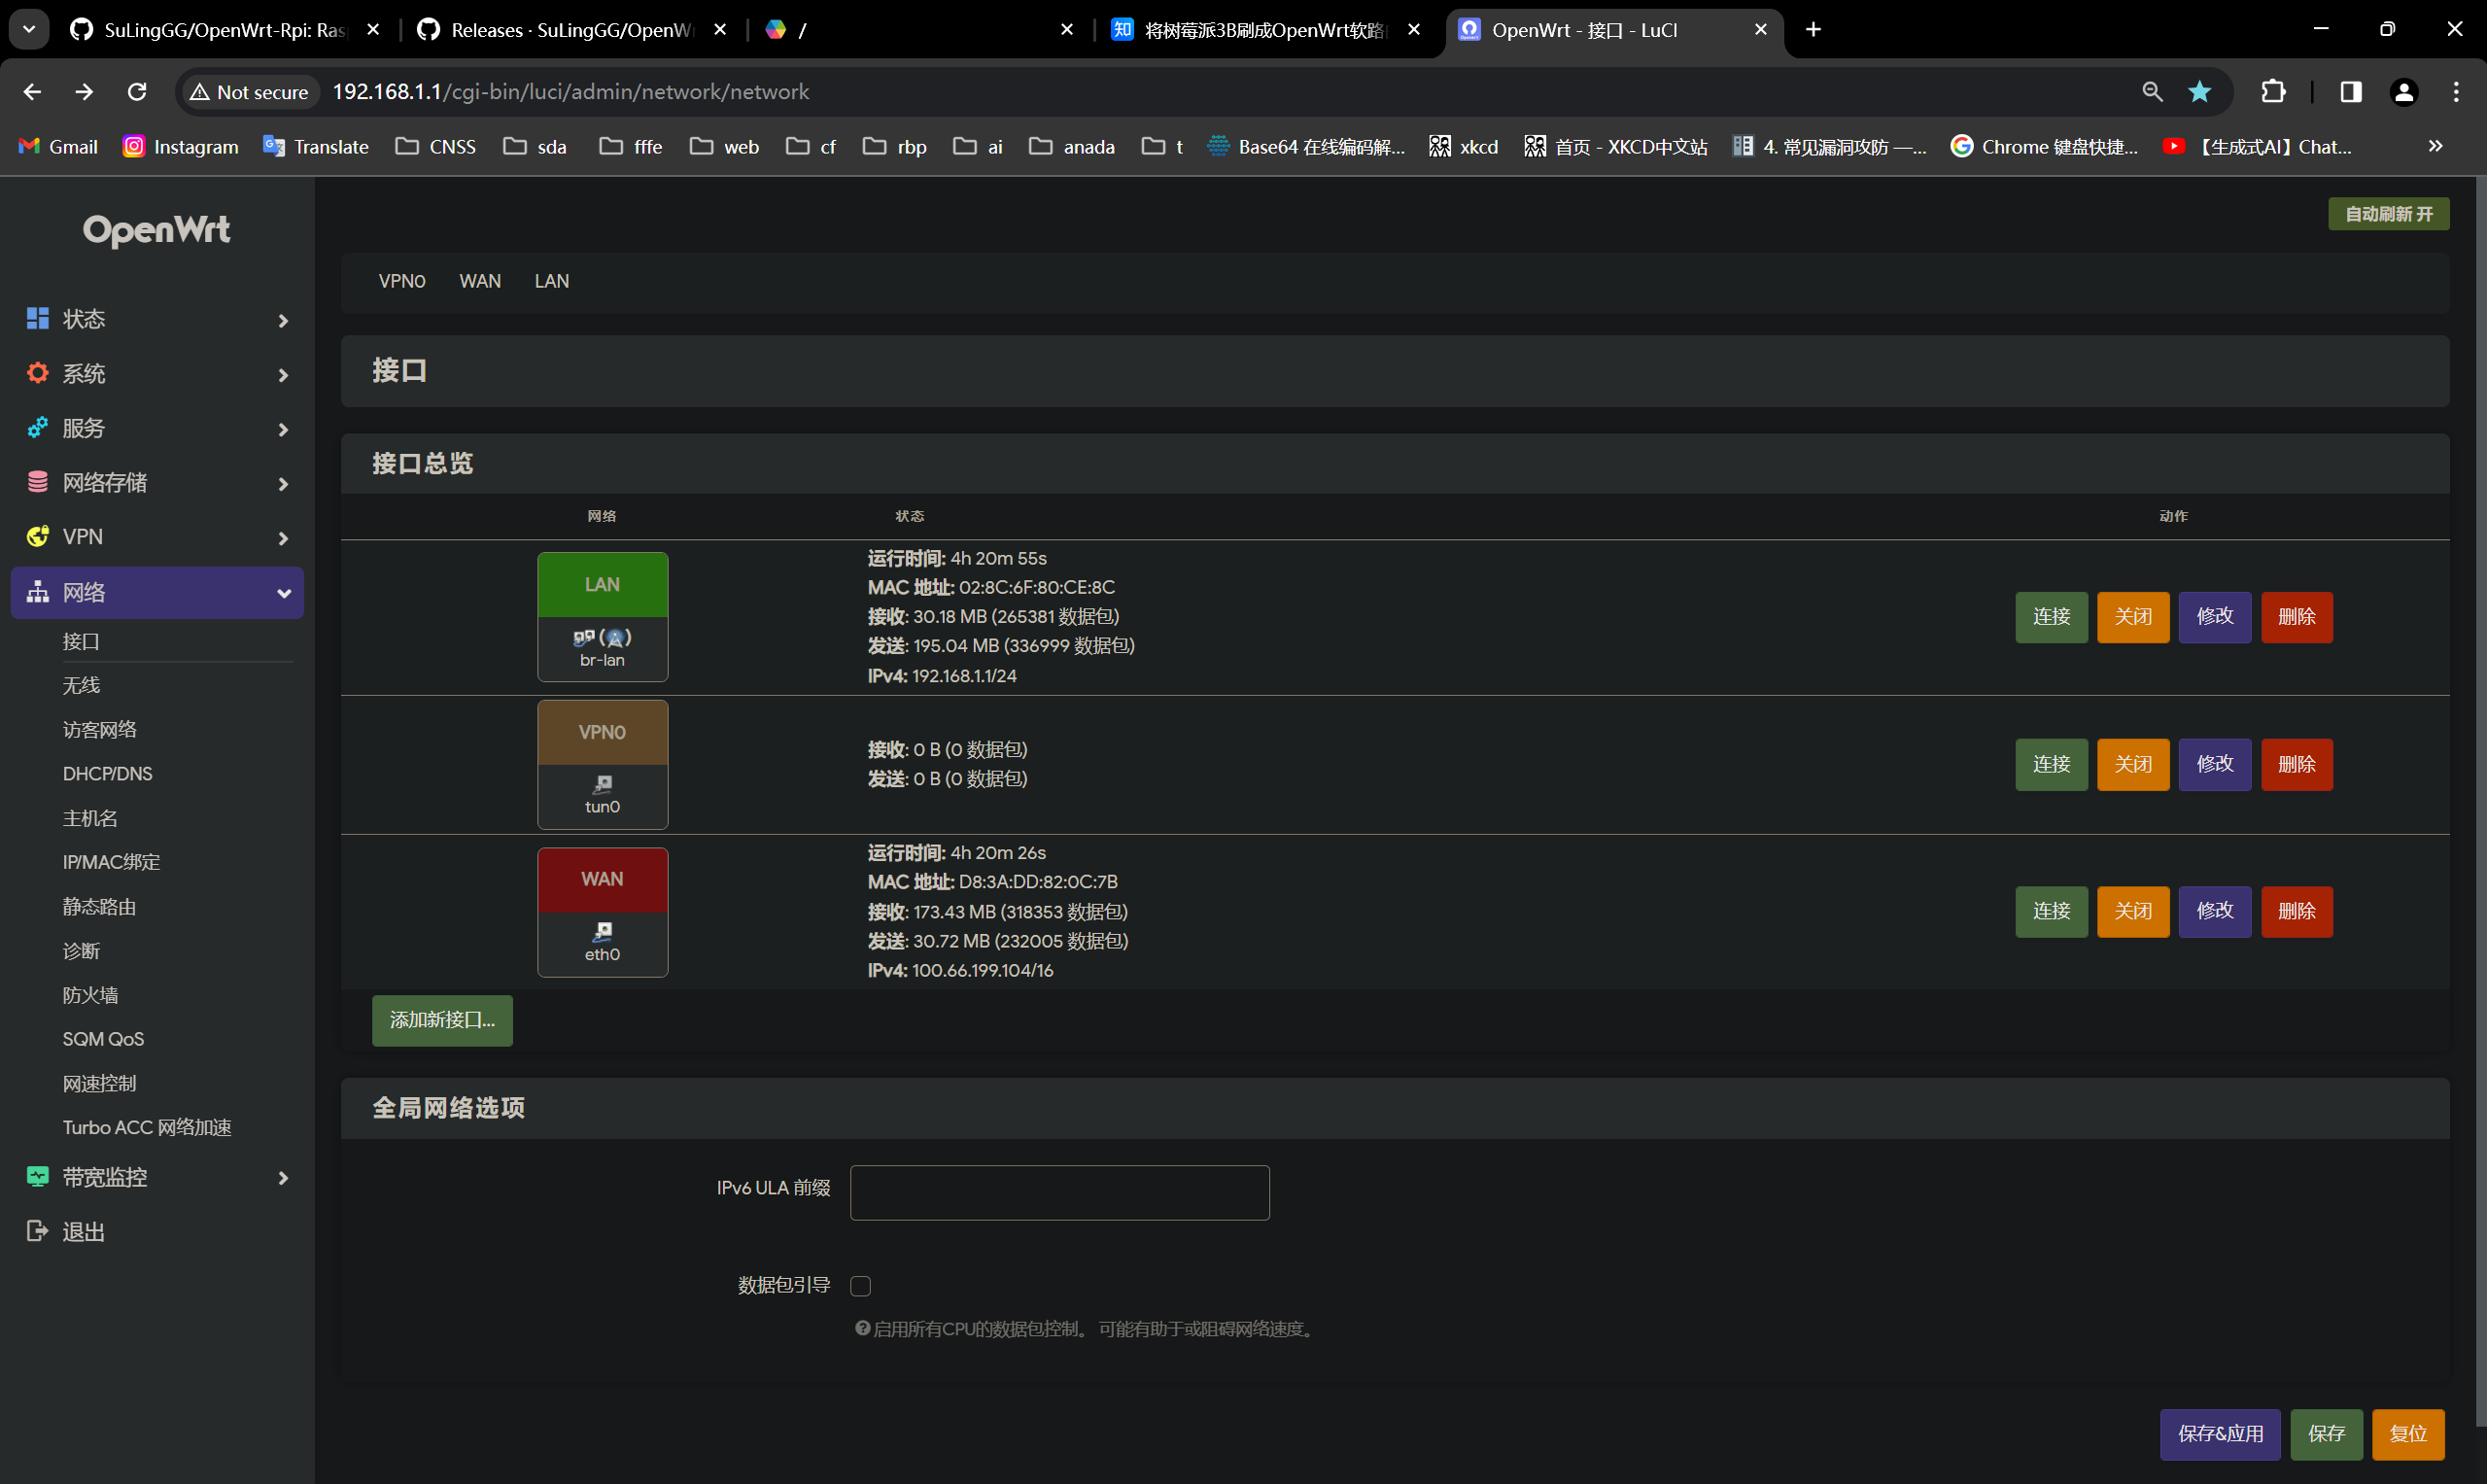 SuLingGG/OpenWrt-Rpi: Ras
Releases · SuLingGG/OpenW
/
将树莓派3B刷成OpenWrt软路
OpenWrt - 接口 - LuCI
Not secure
192.168.1.1/cgi-bin/luci/admin/network/network
Gmail
Instagram
Translate
CNSS
sda
fffe
web
cf
rbp
ai
anada
t
Base64 在线编码解...
xkcd
首页 - XKCD中文站
4. 常见漏洞攻防 —...
Chrome 键盘快捷...
【生成式AI】Chat...
OpenWrt
状态
系统
服务
网络存储
VPN
网络
接口
无线
访客网络
DHCP/DNS
主机名
IP/MAC绑定
静态路由
诊断
防火墙
SQM QoS
网速控制
Turbo ACC 网络加速
带宽监控
退出
自动刷新 开
VPN0 WAN LAN
接口
接口总览
网络 状态 动作
LAN
br-lan
运行时间: 4h 20m 55s
MAC 地址: 02:8C:6F:80:CE:8C
接收: 30.18 MB (265381 数据包)
发送: 195.04 MB (336999 数据包)
IPv4: 192.168.1.1/24
连接 关闭 修改 删除
VPN0
tun0
接收: 0 B (0 数据包)
发送: 0 B (0 数据包)
连接 关闭 修改 删除
WAN
eth0
运行时间: 4h 20m 26s
MAC 地址: D8:3A:DD:82:0C:7B
接收: 173.43 MB (318353 数据包)
发送: 30.72 MB (232005 数据包)
IPv4: 100.66.199.104/16
连接 关闭 修改 删除
添加新接口...
全局网络选项
IPv6 ULA 前缀
数据包引导
启用所有CPU的数据包控制。 可能有助于或阻碍网络速度。
保存&应用 保存 复位